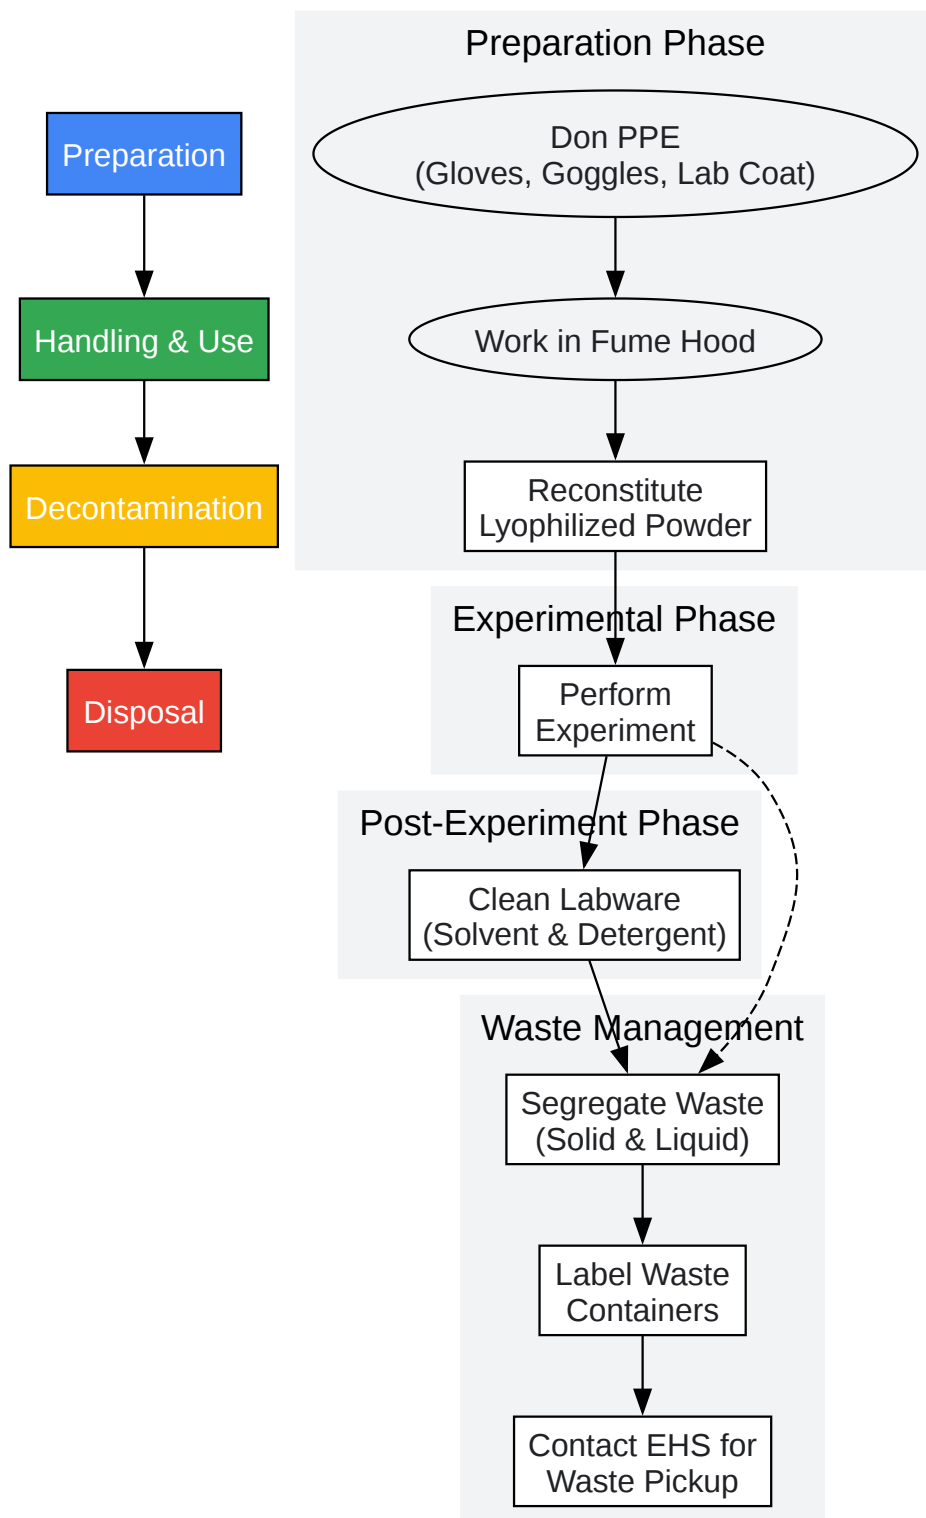 Preparation
Handling & Use
Decontamination
Disposal
Preparation Phase
Don PPE
(Gloves, Goggles, Lab Coat)
Work in Fume Hood
Reconstitute
Lyophilized Powder
Experimental Phase
Perform
Experiment
Post-Experiment Phase
Clean Labware
(Solvent & Detergent)
Waste Management
Segregate Waste
(Solid & Liquid)
Label Waste
Containers
Contact EHS for
Waste Pickup